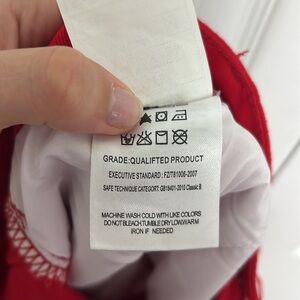 GRADE:QUALIFTED PRODUCT
EXECUTIVE STANDARD : FZ/T81006-2007
SAFE TECHNIQUE CATEGORY: GB18401-2010 Classic B
MACHINE WASH COLD WITH LIKE COLORS
DO NOT BLEACH TUMBLE DRY LOW.WARM
IRON IF NEEDED